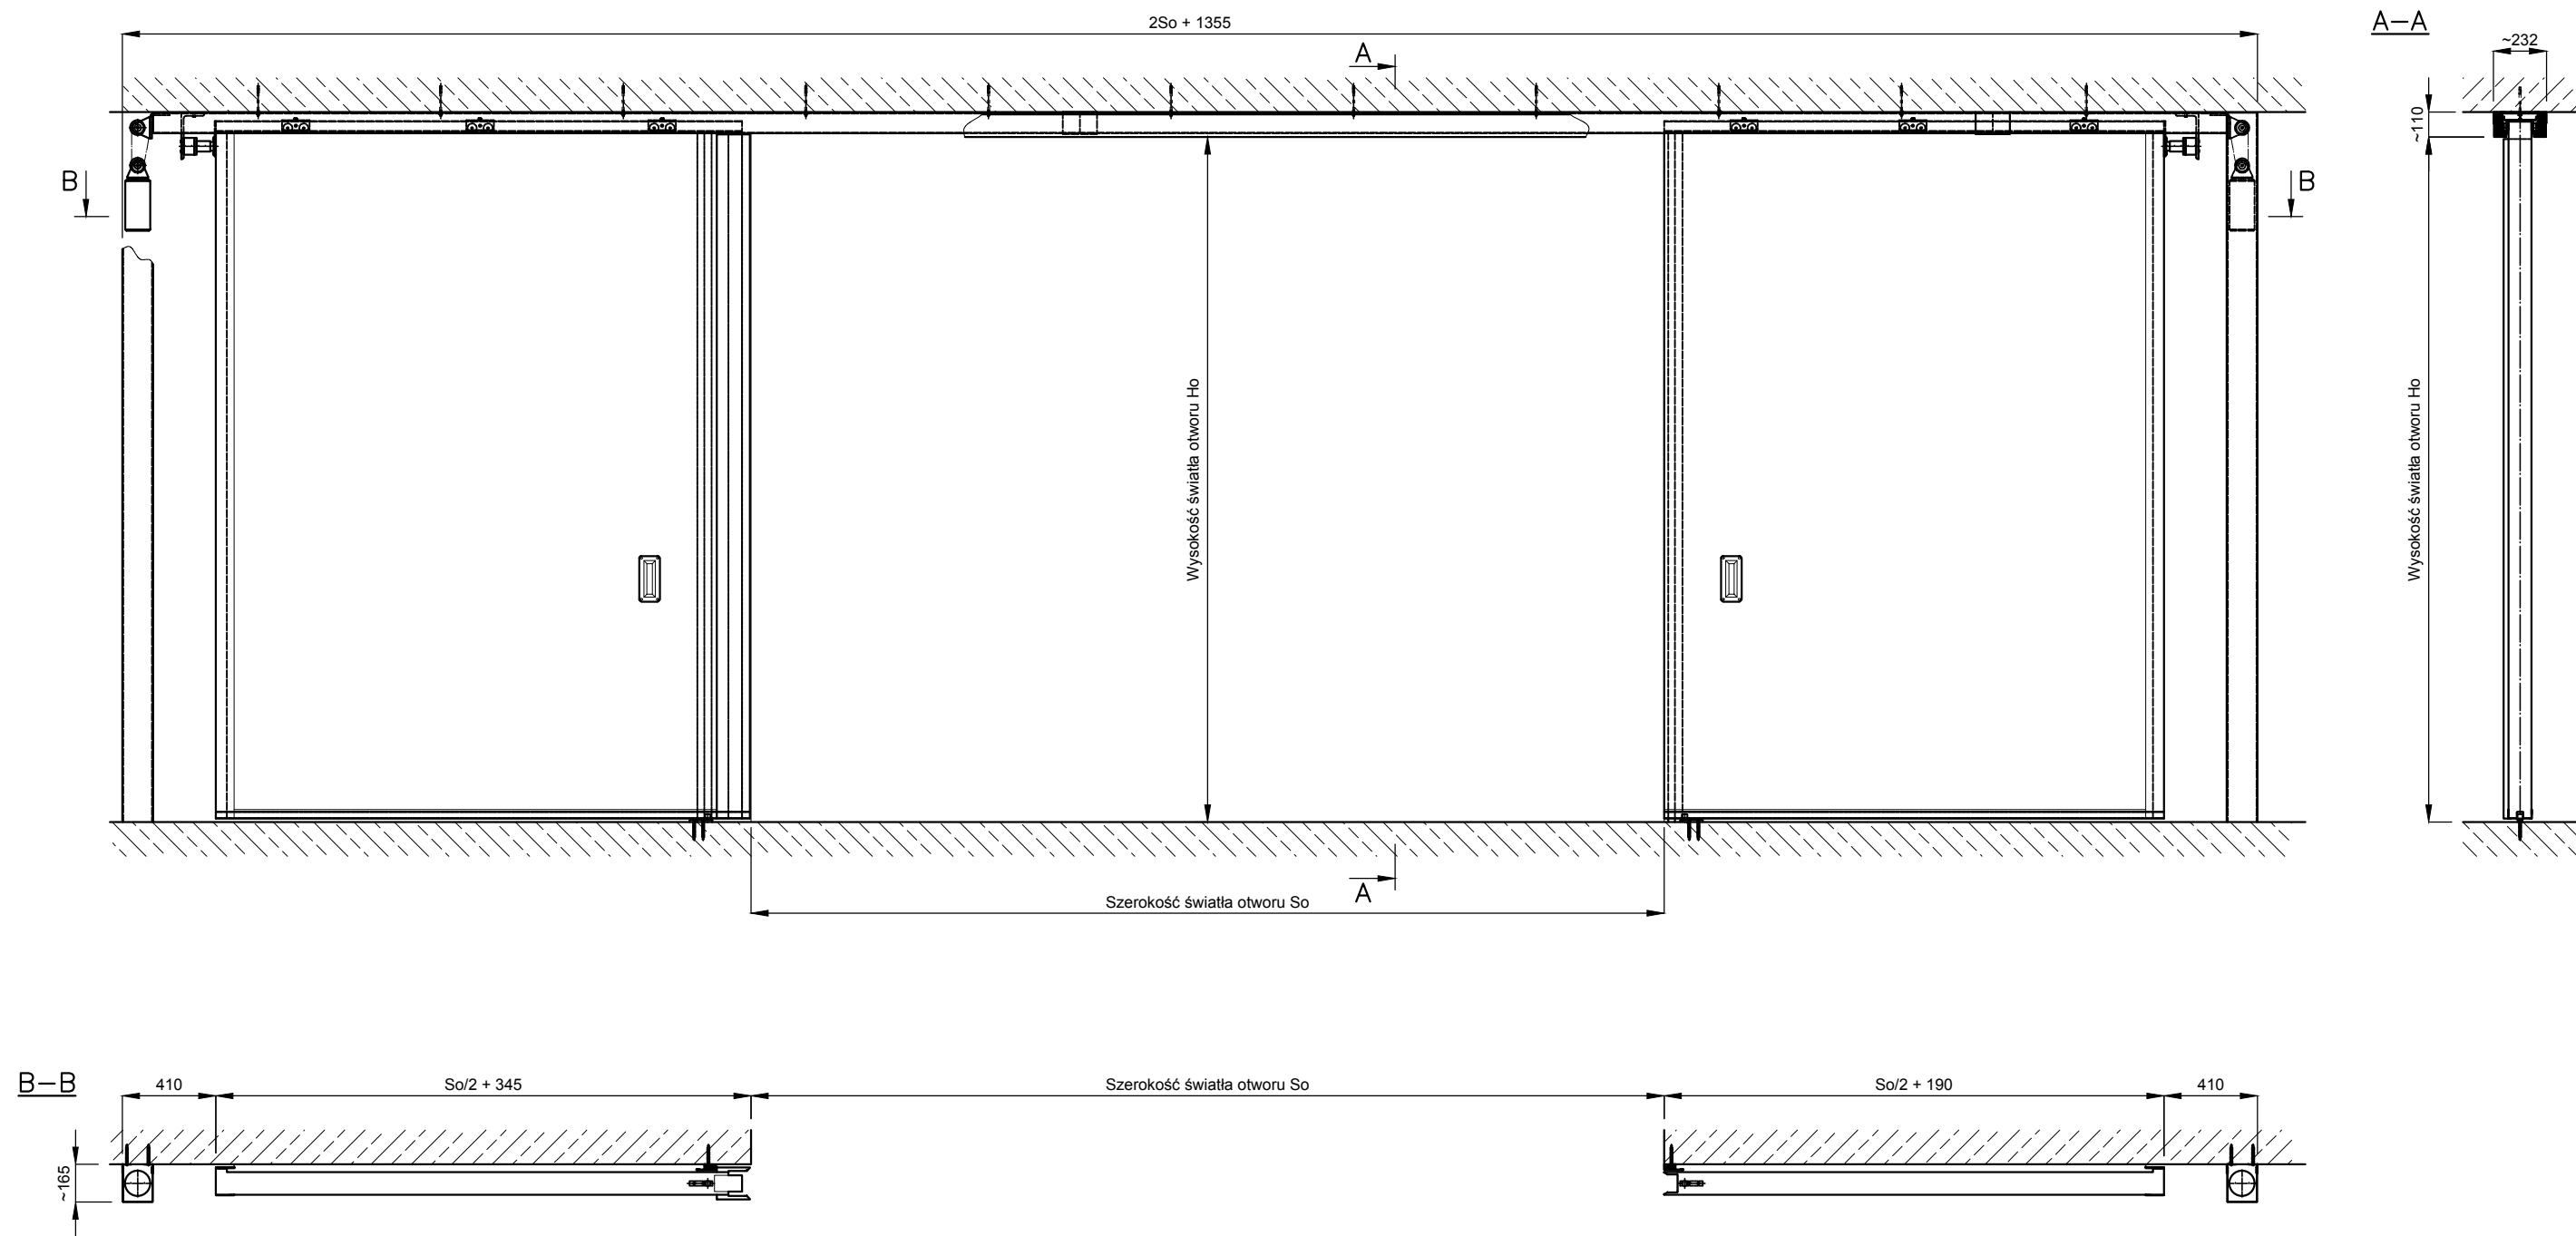 2So + 1355
A
A—A
~232
~110
B
B
Wysokość światła otworu Ho
Wysokość światła otworu Ho
A
Szerokość światła otworu So
B—B
410
So/2 + 345
Szerokość światła otworu So
So/2 + 190
410
~165